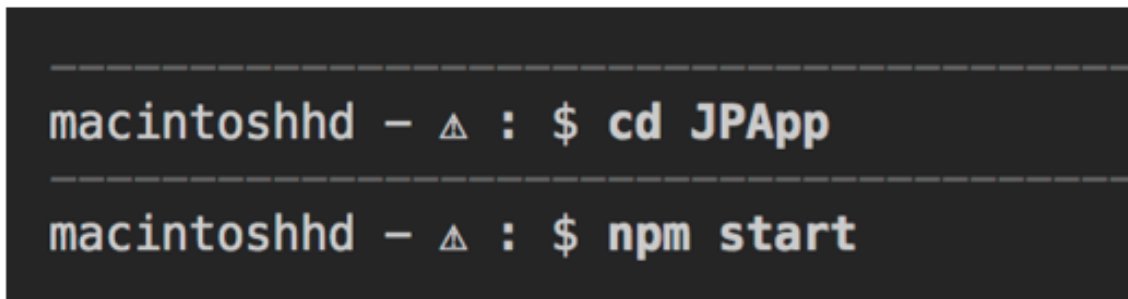 macintoshhd – ⚠ : $ cd JPApp
macintoshhd – ⚠ : $ npm start